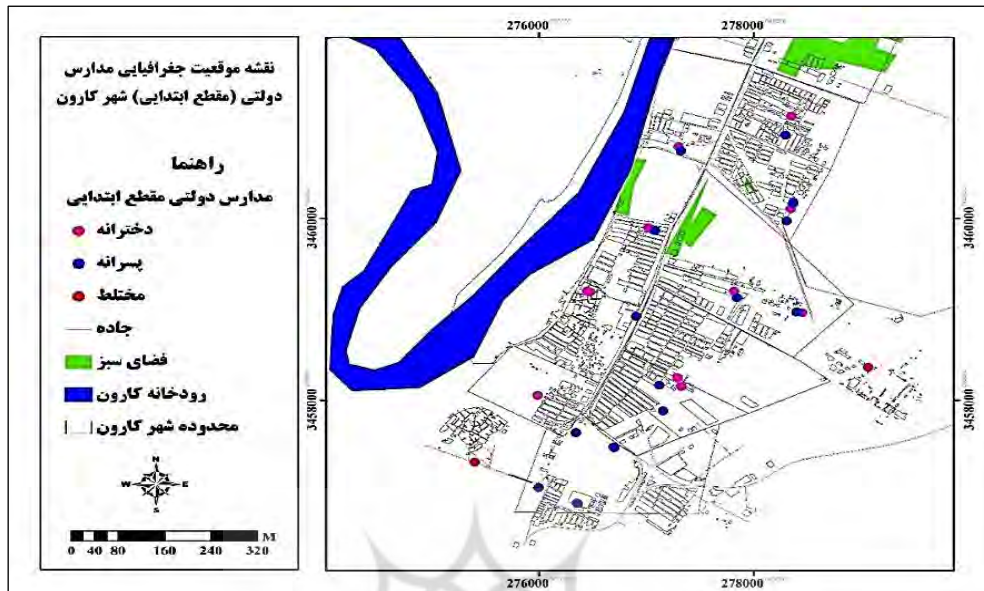 نقشه موقعیت جغرافیایی مدارس
دولتی (مقطع ابتدایی) شهر کارون
راهنما
مدارس دولتی مقطع ابتدایی
دخترانه
پسرانه
مختلط
جاده
فضای سبز
رودخانه کارون
محدوده شهر کارون
N
W E
S
0 40 80 160 240 320 M
276000 278000
3460000 3460000
3458000 3458000
276000 278000